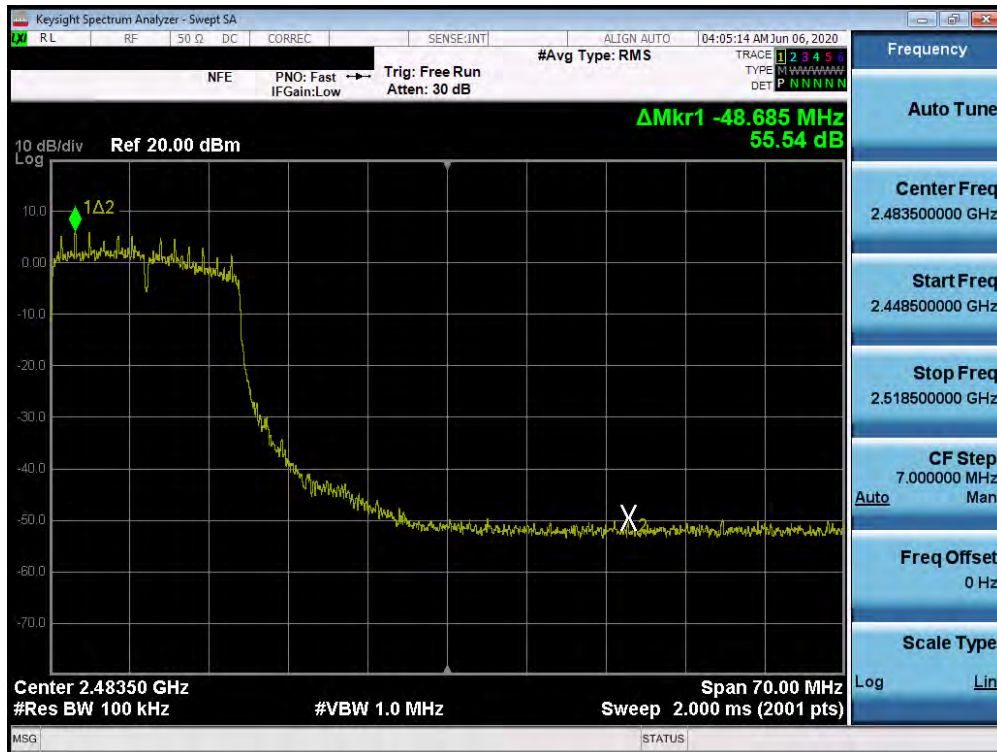 Keysight Spectrum Analyzer - Swept SA
LXI RL RF 50 Ω DC CORREC SENSE:INT ALIGN AUTO 04:05:14 AM Jun 06, 2020
NFE PNO: Fast Trig: Free Run #Avg Type: RMS TRACE 1 2 3 4 5 6
IFGain:Low Atten: 30 dB TYPE M WWWWW
DET P N N N N N
ΔMkr1 -48.685 MHz
55.54 dB
10 dB/div Ref 20.00 dBm
Log
10.0
0.00
-10.0
-20.0
-30.0
-40.0
-50.0
-60.0
-70.0
1Δ2
X2
Center 2.48350 GHz Span 70.00 MHz
#Res BW 100 kHz #VBW 1.0 MHz Sweep 2.000 ms (2001 pts)
MSG STATUS
Frequency
Auto Tune
Center Freq
2.483500000 GHz
Start Freq
2.448500000 GHz
Stop Freq
2.518500000 GHz
CF Step
7.000000 MHz
Auto Man
Freq Offset
0 Hz
Scale Type
Log Lin